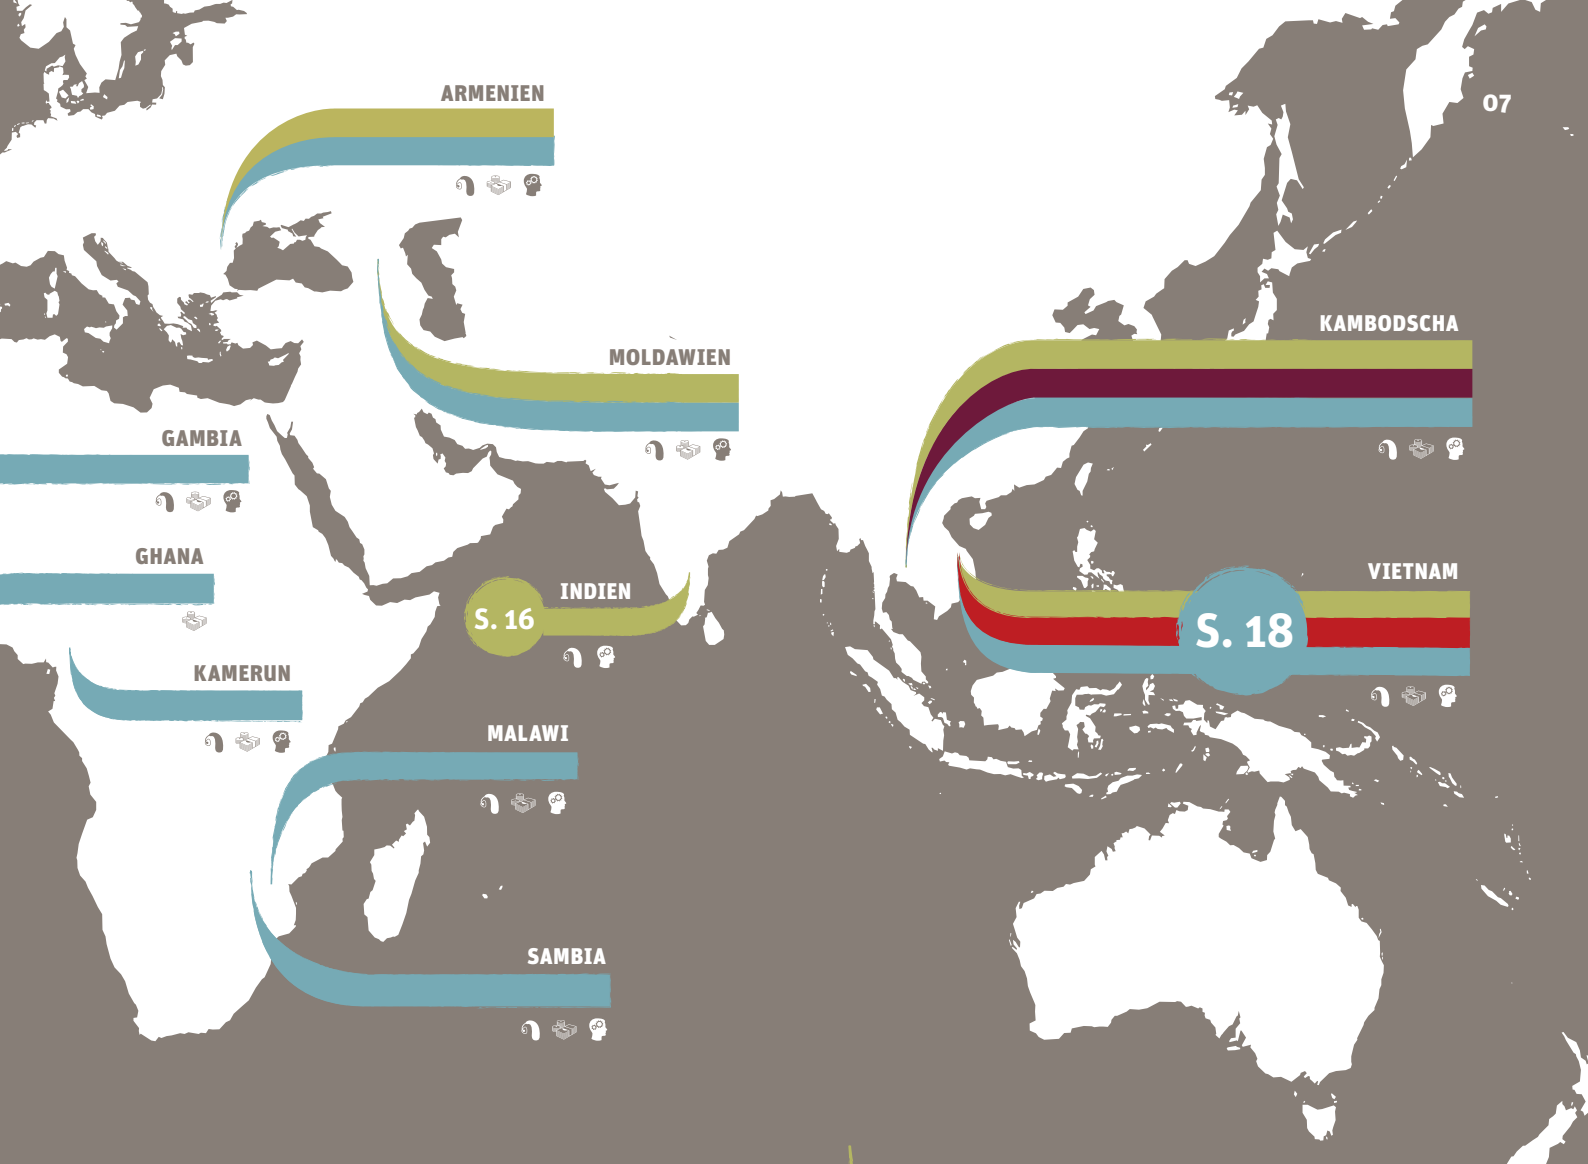 ARMENIEN
07
KAMBODSCHA
MOLDAWIEN
GAMBIA
GHANA
VIETNAM
INDIEN
S. 16
S. 18
KAMERUN
MALAWI
SAMBIA